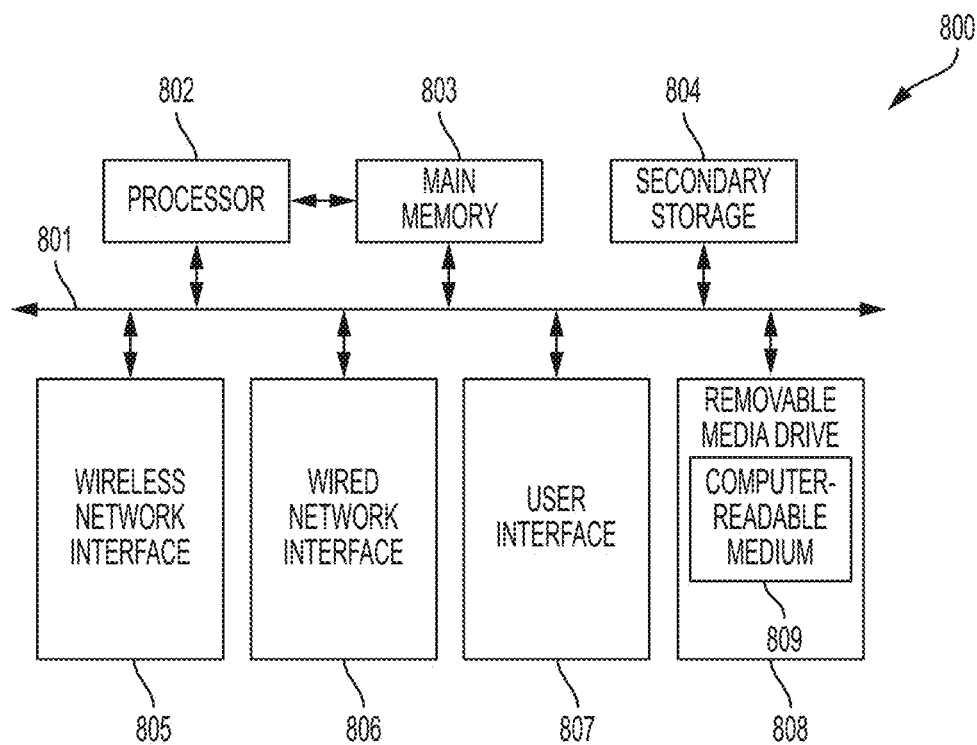 800
802
803
804
PROCESSOR
MAIN
MEMORY
SECONDARY
STORAGE
801
WIRELESS
NETWORK
INTERFACE
WIRED
NETWORK
INTERFACE
USER
INTERFACE
REMOVABLE
MEDIA DRIVE
COMPUTER-
READABLE
MEDIUM
809
805
806
807
808